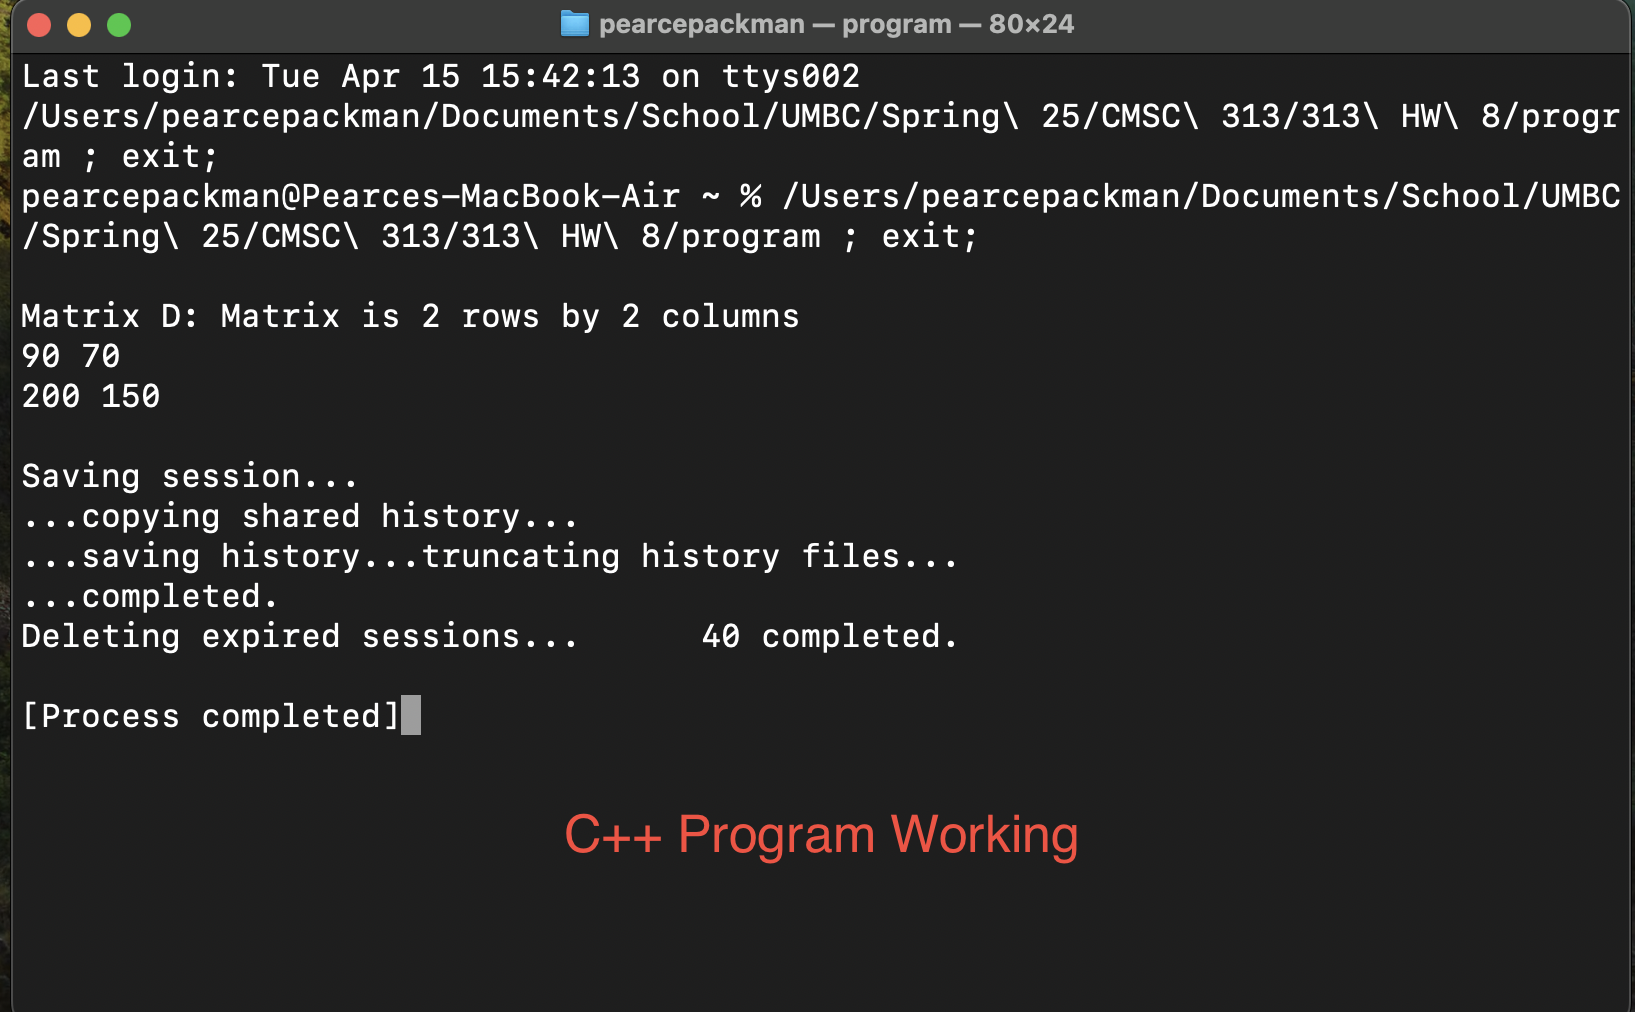 pearcepackman — program — 80×24
Last login: Tue Apr 15 15:42:13 on ttys002
/Users/pearcepackman/Documents/School/UMBC/Spring\ 25/CMSC\ 313/313\ HW\ 8/progr
am ; exit;
pearcepackman@Pearces-MacBook-Air ~ % /Users/pearcepackman/Documents/School/UMBC
/Spring\ 25/CMSC\ 313/313\ HW\ 8/program ; exit;
Matrix D: Matrix is 2 rows by 2 columns
90 70
200 150
Saving session...
...copying shared history...
...saving history...truncating history files...
...completed.
Deleting expired sessions...      40 completed.
[Process completed]
C++ Program Working